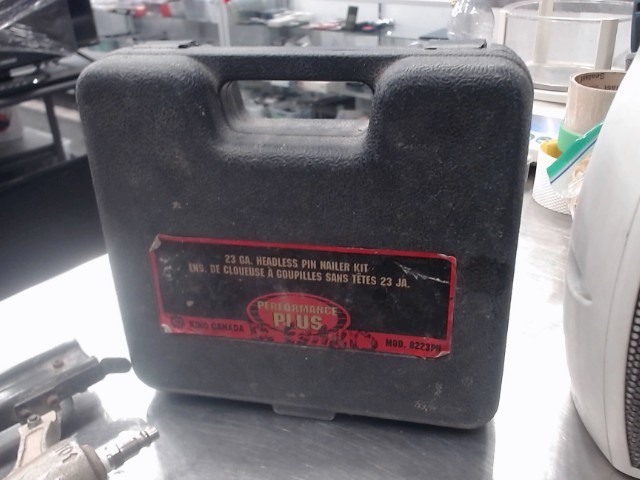 23 GA. HEADLESS PIN NAILER KIT
ENS. DE CLOUEUSE À GOUPILLES SANS TÊTES 23 JA.
PERFORMANCE
PLUS
KING CANADA
MOD. 8223PN